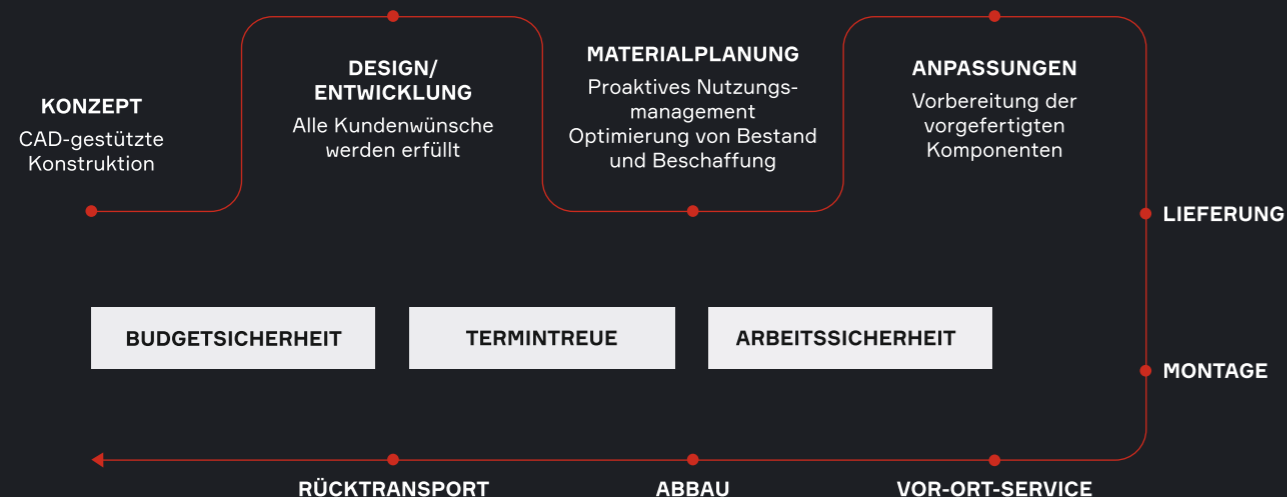 KONZEPT
CAD-gestützte
Konstruktion
DESIGN/
ENTWICKLUNG
Alle Kundenwünsche
werden erfüllt
MATERIALPLANUNG
Proaktives Nutzungs-
management
Optimierung von Bestand
und Beschaffung
ANPASSUNGEN
Vorbereitung der
vorgefertigten
Komponenten
LIEFERUNG
BUDGETSICHERHEIT
TERMINTREUE
ARBEITSSICHERHEIT
MONTAGE
RÜCKTRANSPORT
ABBAU
VOR-ORT-SERVICE